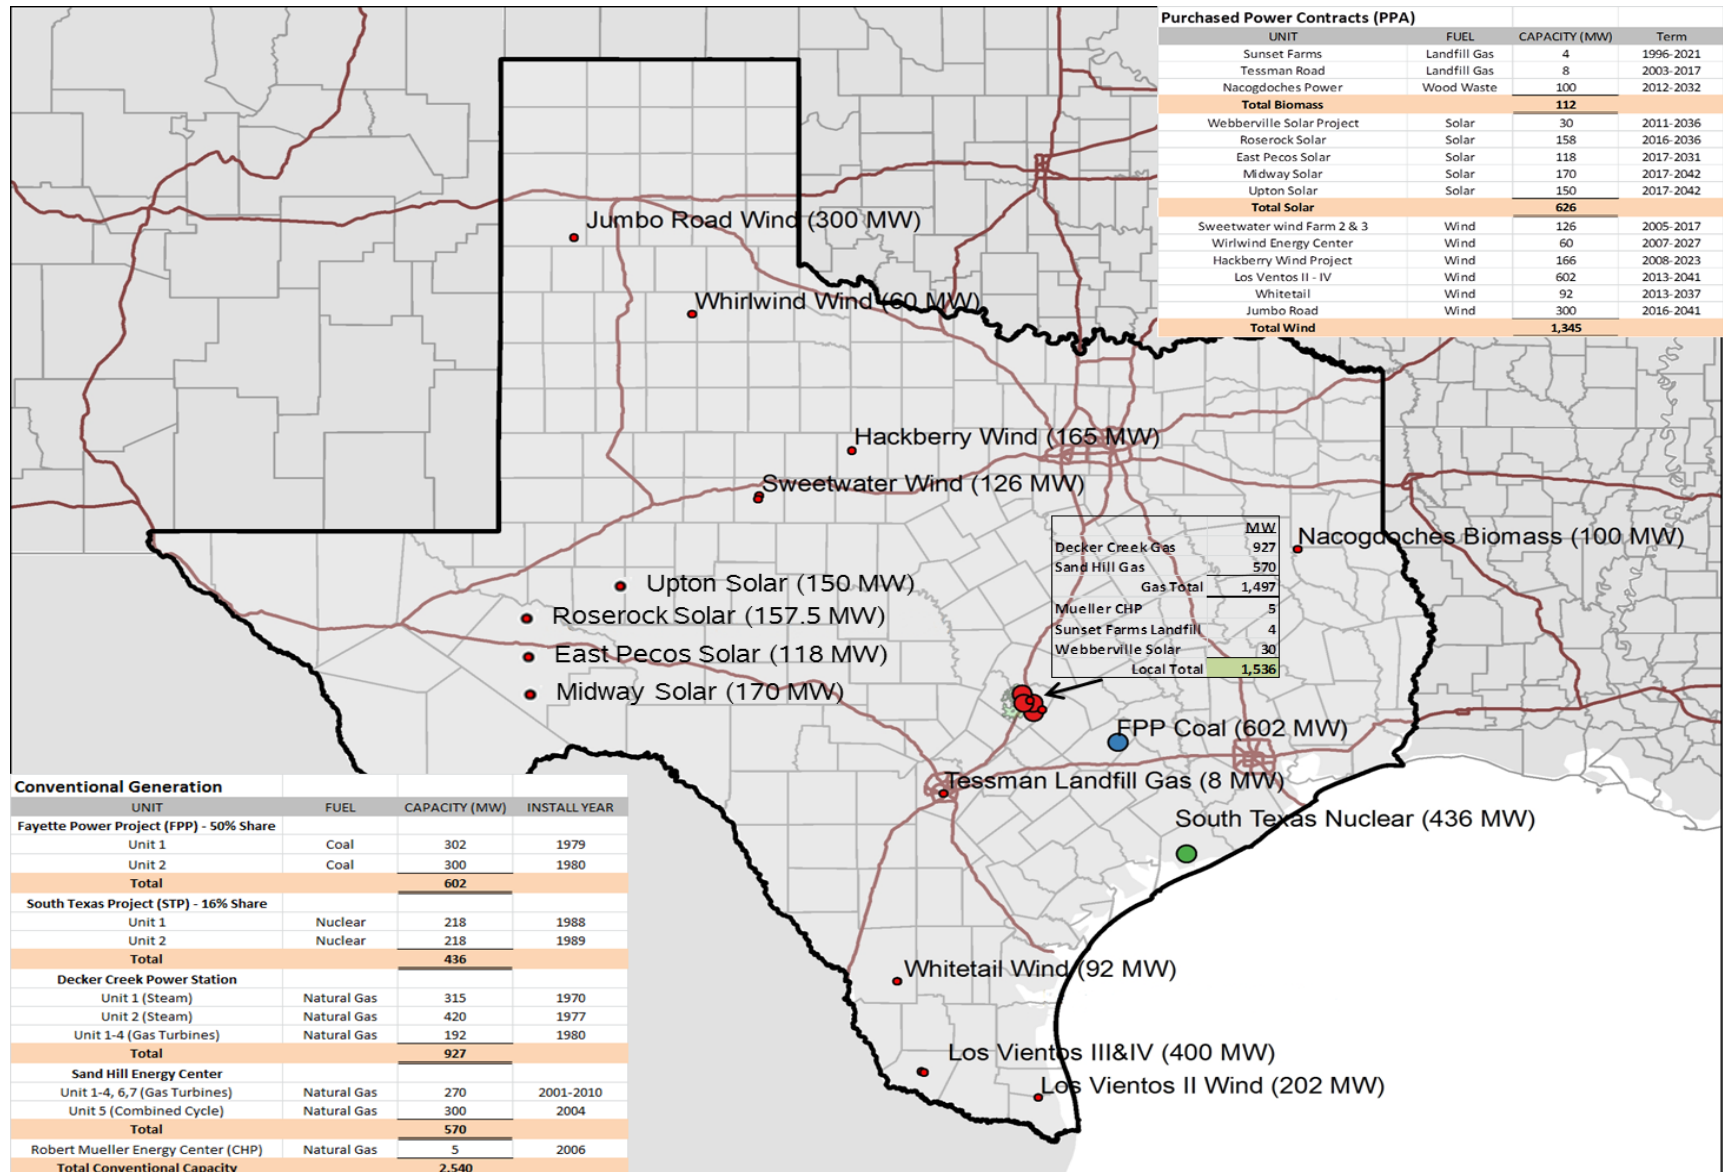 Purchased Power Contracts (PPA)
UNIT FUEL CAPACITY (MW) Term
Sunset Farms Landfill Gas 4 1996-2021
Tessman Road Landfill Gas 8 2003-2017
Nacogdoches Power Wood Waste 100 2012-2032
Total Biomass 112
Webberville Solar Project Solar 30 2011-2036
Roserock Solar Solar 158 2016-2036
East Pecos Solar Solar 118 2017-2031
Midway Solar Solar 170 2017-2042
Upton Solar Solar 150 2017-2042
Total Solar 626
Sweetwater wind Farm 2 & 3 Wind 126 2005-2017
Wirlwind Energy Center Wind 60 2007-2027
Hackberry Wind Project Wind 166 2008-2023
Los Ventos II - IV Wind 602 2013-2041
Whitetail Wind 92 2013-2037
Jumbo Road Wind 300 2016-2041
Total Wind 1,345
Jumbo Road Wind (300 MW)
Whirlwind Wind (60 MW)
Hackberry Wind (165 MW)
Sweetwater Wind (126 MW)
Nacogdoches Biomass (100 MW)
MW
Decker Creek Gas 927
Sand Hill Gas 570
Gas Total 1,497
Mueller CHP 5
Sunset Farms Landfill 4
Webberville Solar 30
Local Total 1,536
Upton Solar (150 MW)
Roserock Solar (157.5 MW)
East Pecos Solar (118 MW)
Midway Solar (170 MW)
FPP Coal (602 MW)
Tessman Landfill Gas (8 MW)
South Texas Nuclear (436 MW)
Whitetail Wind (92 MW)
Los Vientos III&IV (400 MW)
Los Vientos II Wind (202 MW)
Conventional Generation
UNIT FUEL CAPACITY (MW) INSTALL YEAR
Fayette Power Project (FPP) - 50% Share
Unit 1 Coal 302 1979
Unit 2 Coal 300 1980
Total 602
South Texas Project (STP) - 16% Share
Unit 1 Nuclear 218 1988
Unit 2 Nuclear 218 1989
Total 436
Decker Creek Power Station
Unit 1 (Steam) Natural Gas 315 1970
Unit 2 (Steam) Natural Gas 420 1977
Unit 1-4 (Gas Turbines) Natural Gas 192 1980
Total 927
Sand Hill Energy Center
Unit 1-4, 6,7 (Gas Turbines) Natural Gas 270 2001-2010
Unit 5 (Combined Cycle) Natural Gas 300 2004
Total 570
Robert Mueller Energy Center (CHP) Natural Gas 5 2006
Total Conventional Capacity 2,540